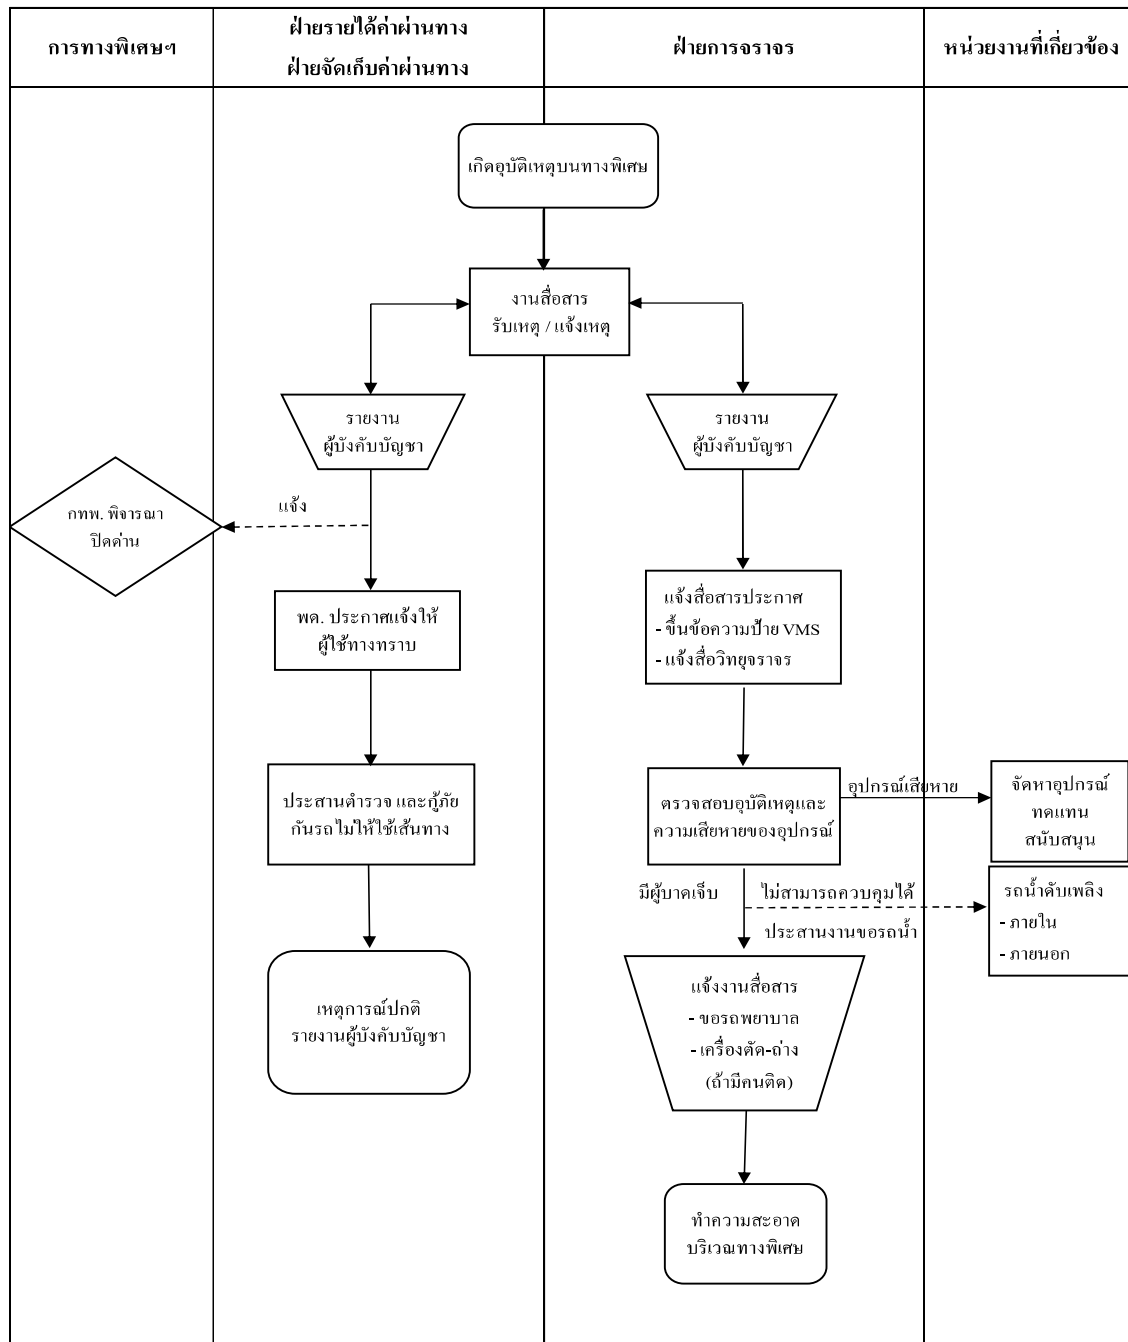 การทางพิเศษฯ
ฝ่ายรายได้ค่าผ่านทาง
ฝ่ายจัดเก็บค่าผ่านทาง
ฝ่ายการจราจร
หน่วยงานที่เกี่ยวข้อง
เกิดอุบัติเหตุบนทางพิเศษ
งานสื่อสาร
รับเหตุ / แจ้งเหตุ
รายงาน
ผู้บังคับบัญชา
รายงาน
ผู้บังคับบัญชา
กทพ. พิจารณา
ปิดด่าน
แจ้ง
พด. ประกาศแจ้งให้
ผู้ใช้ทางทราบ
แจ้งสื่อสารประกาศ
- ขึ้นข้อความป้าย VMS
- แจ้งสื่อวิทยุจราจร
ประสานตำรวจ และกู้ภัย
กันรถไม่ให้ใช้เส้นทาง
ตรวจสอบอุบัติเหตุและ
ความเสียหายของอุปกรณ์
อุปกรณ์เสียหาย
จัดหาอุปกรณ์
ทดแทน
สนับสนุน
มีผู้บาดเจ็บ
ไม่สามารถควบคุมได้
ประสานงานขอรถน้ำ
รถน้ำดับเพลิง
- ภายใน
- ภายนอก
เหตุการณ์ปกติ
รายงานผู้บังคับบัญชา
แจ้งงานสื่อสาร
- ขอรถพยาบาล
- เครื่องตัด-ถ่าง
(ถ้ามีคนติด)
ทำความสะอาด
บริเวณทางพิเศษ